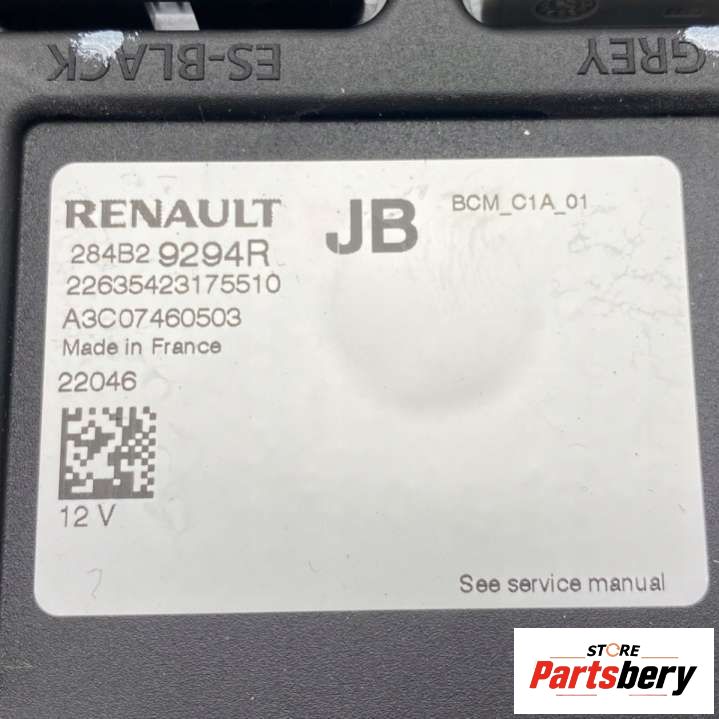 ES-BLACK GREY
RENAULT JB BCM_C1A_01
284B2 9294R
22635423175510
A3C07460503
Made in France
22046
12 V
See service manual
STORE
Partsbery